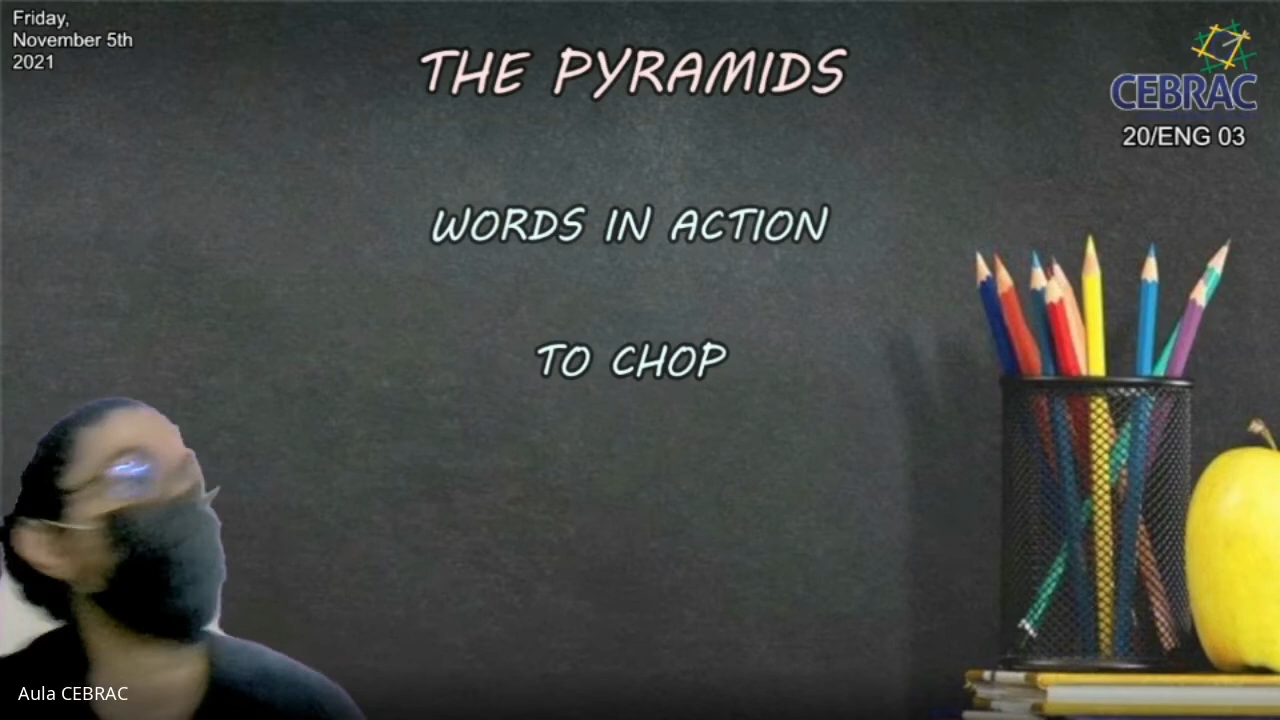 Friday,
November 5th
2021
THE PYRAMIDS
CEBRAC
20/ENG 03
WORDS IN ACTION
TO CHOP
Aula CEBRAC